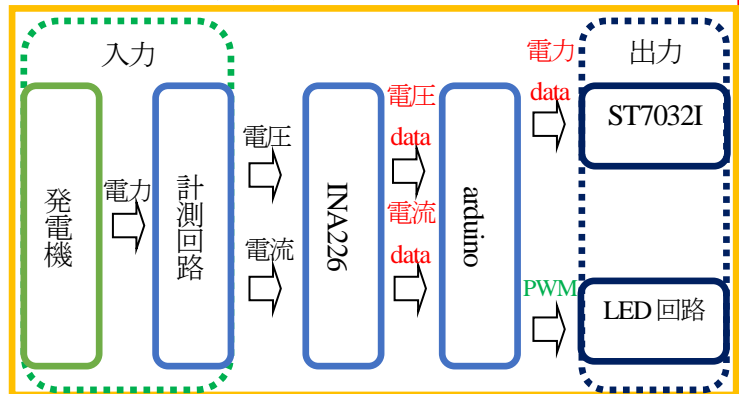 入力
発電機
電力
計測回路
電圧
電流
INA226
電圧
data
電流
data
arduino
電力
data
PWM
出力
ST7032I
LED 回路